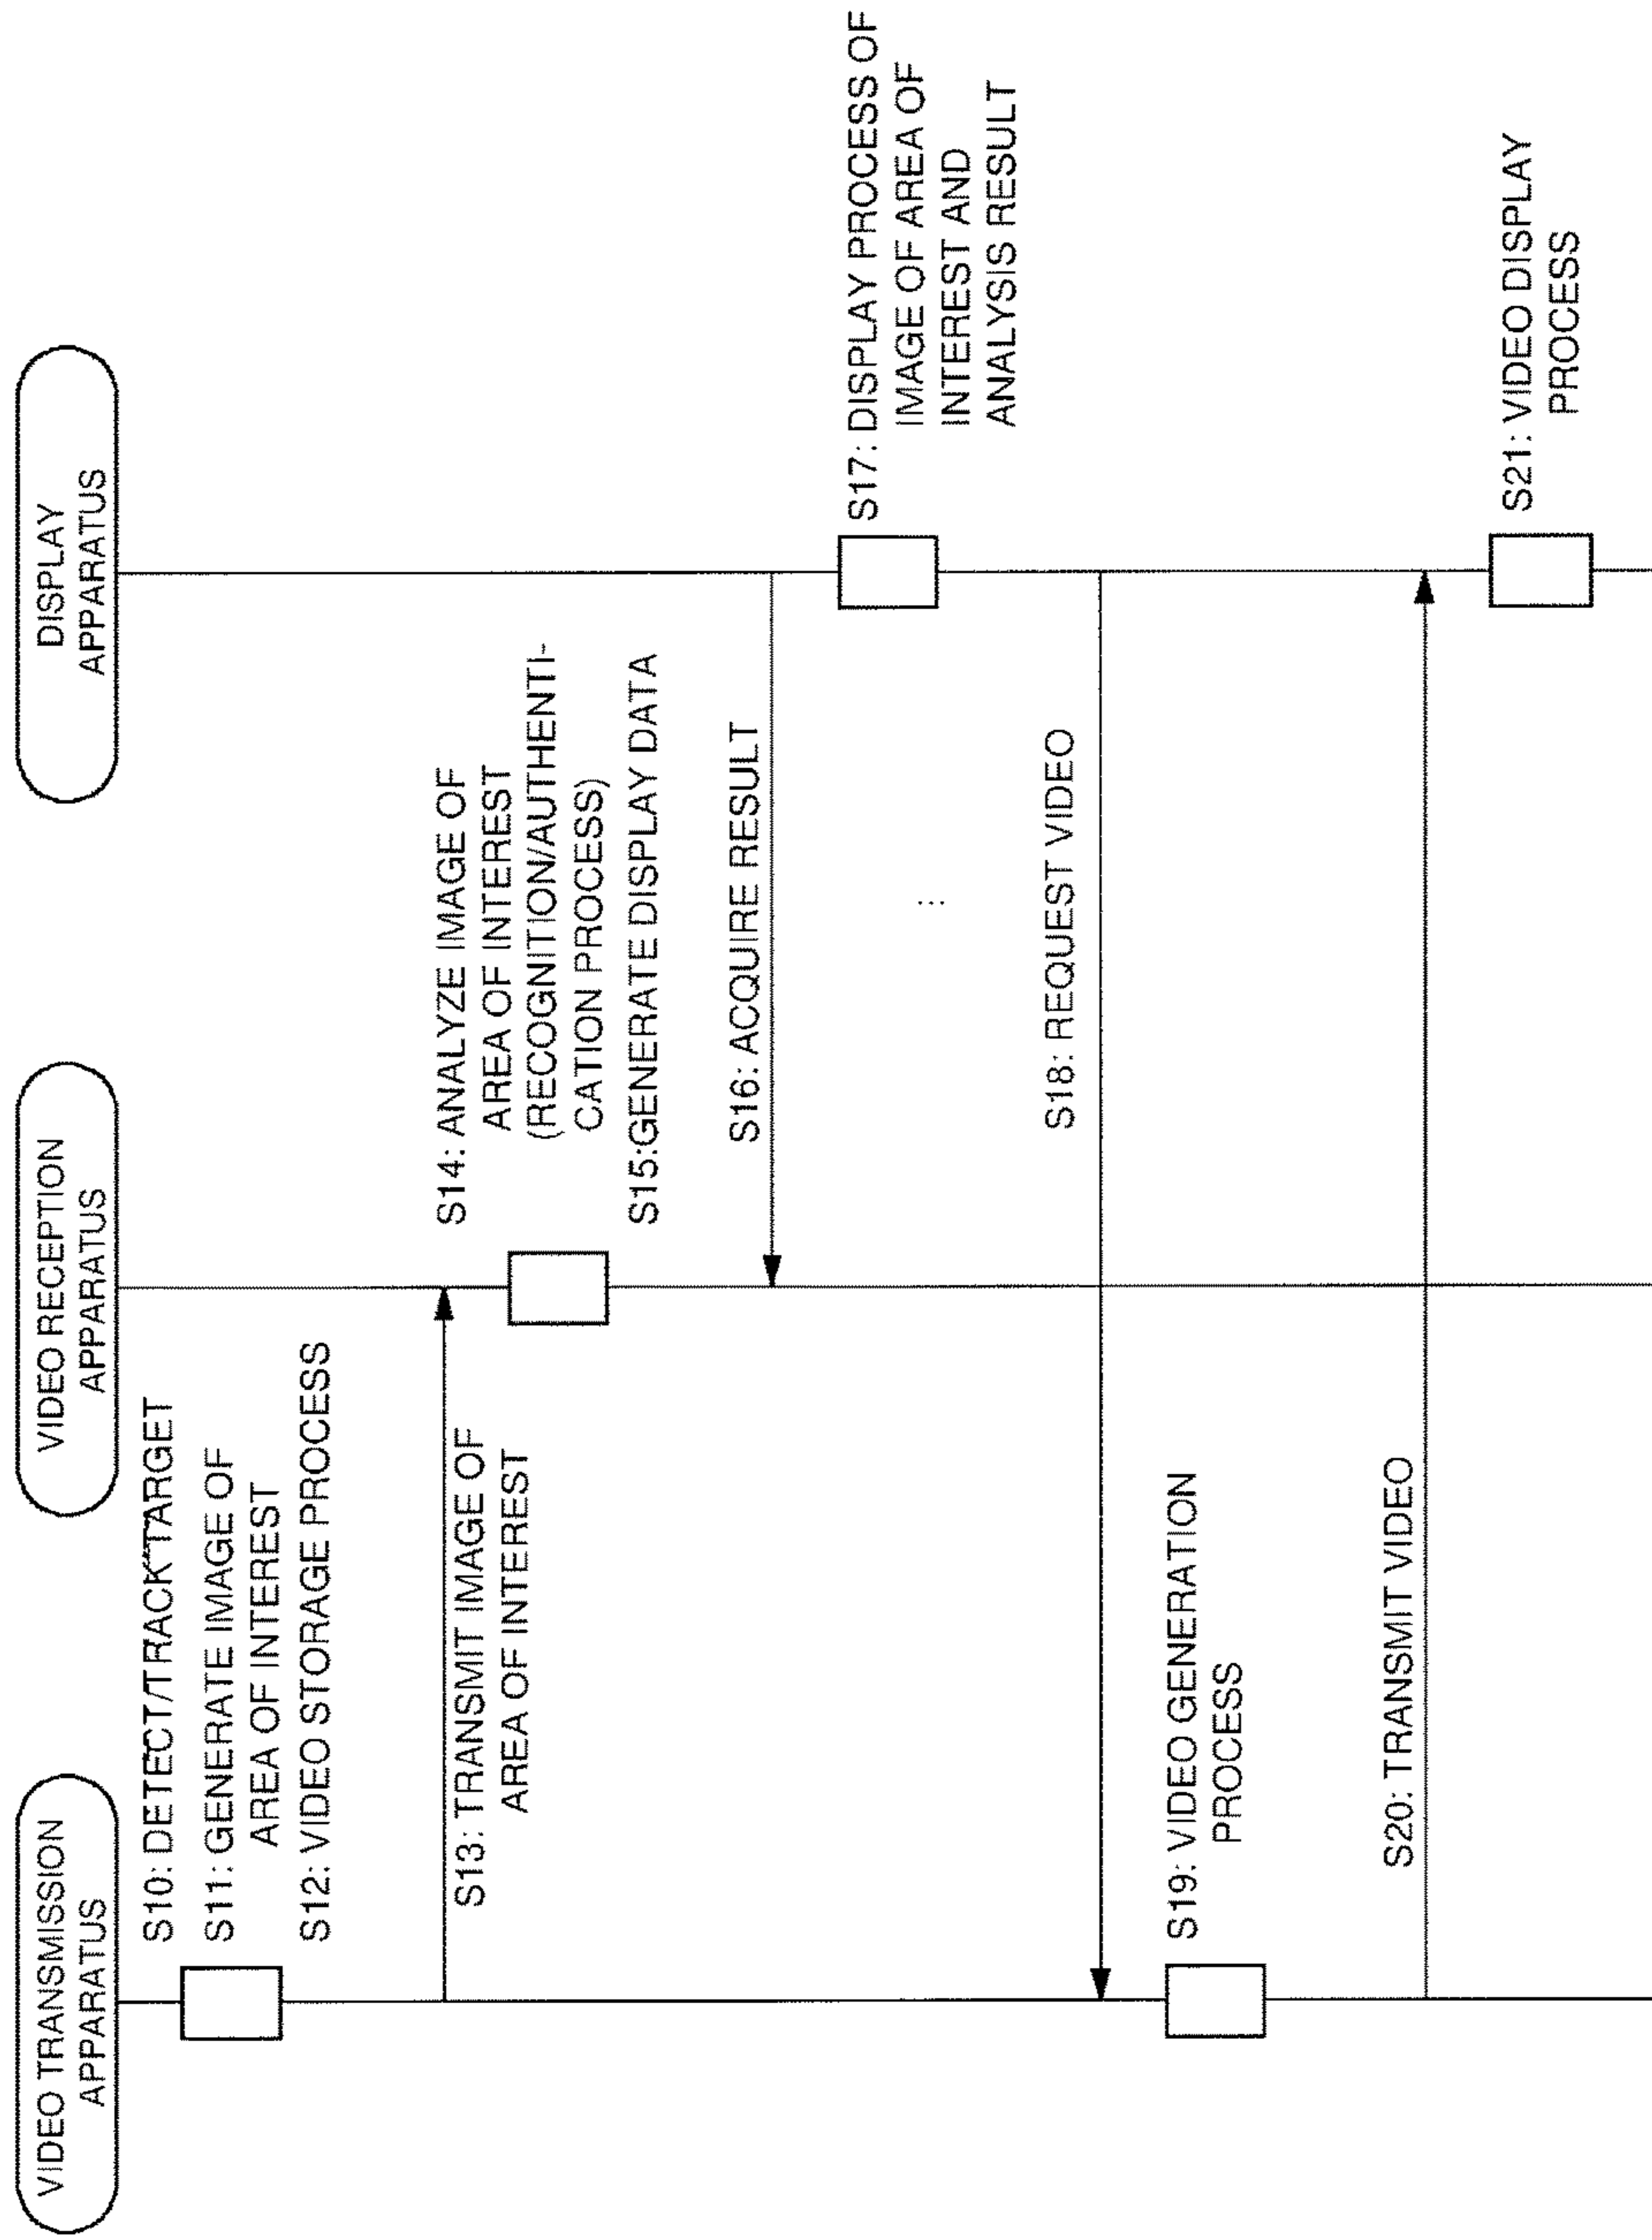 VIDEO TRANSMISSION
APPARATUS
VIDEO RECEPTION
APPARATUS
DISPLAY
APPARATUS
S10: DETECT/TRACK TARGET
S11: GENERATE IMAGE OF
AREA OF INTEREST
S12: VIDEO STORAGE PROCESS
S13: TRANSMIT IMAGE OF
AREA OF INTEREST
S14: ANALYZE IMAGE OF
AREA OF INTEREST
(RECOGNITION/AUTHENTI-
CATION PROCESS)
S15:GENERATE DISPLAY DATA
S16: ACQUIRE RESULT
S17: DISPLAY PROCESS OF
IMAGE OF AREA OF
INTEREST AND
ANALYSIS RESULT
...
S18: REQUEST VIDEO
S19: VIDEO GENERATION
PROCESS
S20: TRANSMIT VIDEO
S21: VIDEO DISPLAY
PROCESS